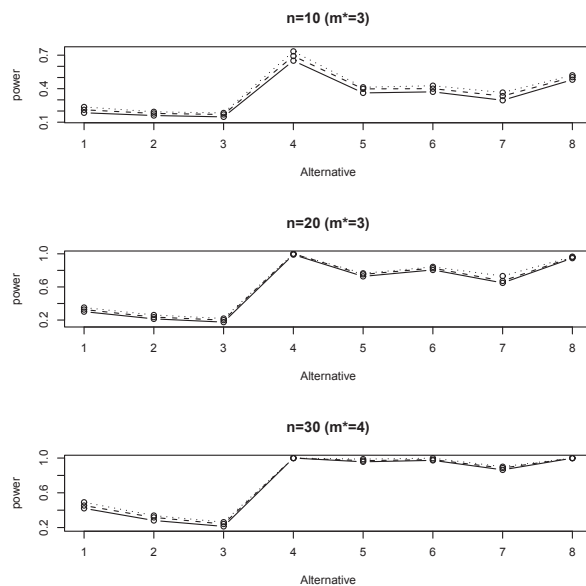 n=10 (m*=3)
power
0.7
0.4
0.1
1 2 3 4 5 6 7 8
Alternative
n=20 (m*=3)
power
1.0
0.6
0.2
1 2 3 4 5 6 7 8
Alternative
n=30 (m*=4)
power
1.0
0.6
0.2
1 2 3 4 5 6 7 8
Alternative